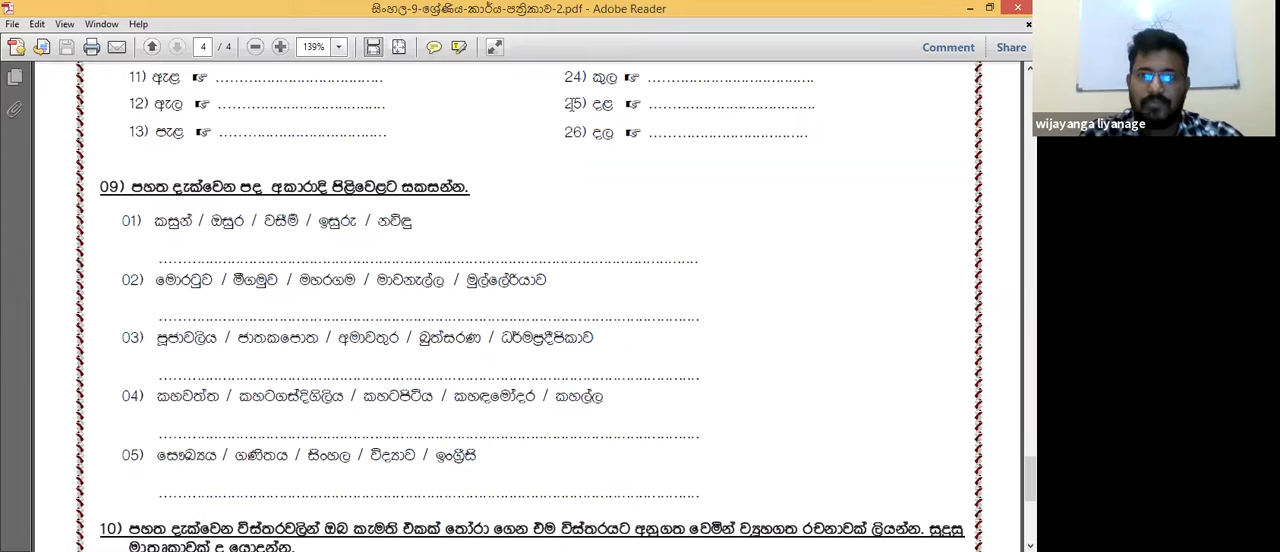 සිංහල-9-ශ්‍රේණිය-කාර්ය-පත්‍රිකාව-2.pdf - Adobe Reader
File Edit View Window Help
4 / 4 139% Comment Share
11) ඇළ ☞ ............................................
24) කුල ☞ ............................................
12) ඇල ☞ ............................................
25) දළ ☞ ............................................
13) පැළ ☞ ............................................
26) දල ☞ ............................................
09) පහත දැක්වෙන පද අකාරාදි පිළිවෙළට සකසන්න.
01) කසුන් / ඔසුර / වසීම් / ඉසුරු / නවිඳු
02) මොරටුව / මීගමුව / මහරගම / මාවනැල්ල / මුල්ලේරියාව
03) පූජාවලිය / ජාතකපොත / අමාවතුර / බුත්සරණ / ධර්මප්‍රදීපිකාව
04) කහවත්ත / කහටගස්දිගිලිය / කහටපිටිය / කහඳමෝදර / කහල්ල
05) සෞඛ්‍යය / ගණිතය / සිංහල / විද්‍යාව / ඉංග්‍රීසි
10) පහත දැක්වෙන විස්තරවලින් ඔබ කැමති එකක් තෝරා ගෙන එම විස්තරයට අනුගත වෙමින් ව්‍යුහගත රචනාවක් ලියන්න. සුදුසු
මාතෘකාවක් ද යොදන්න.
wijayanga liyanage